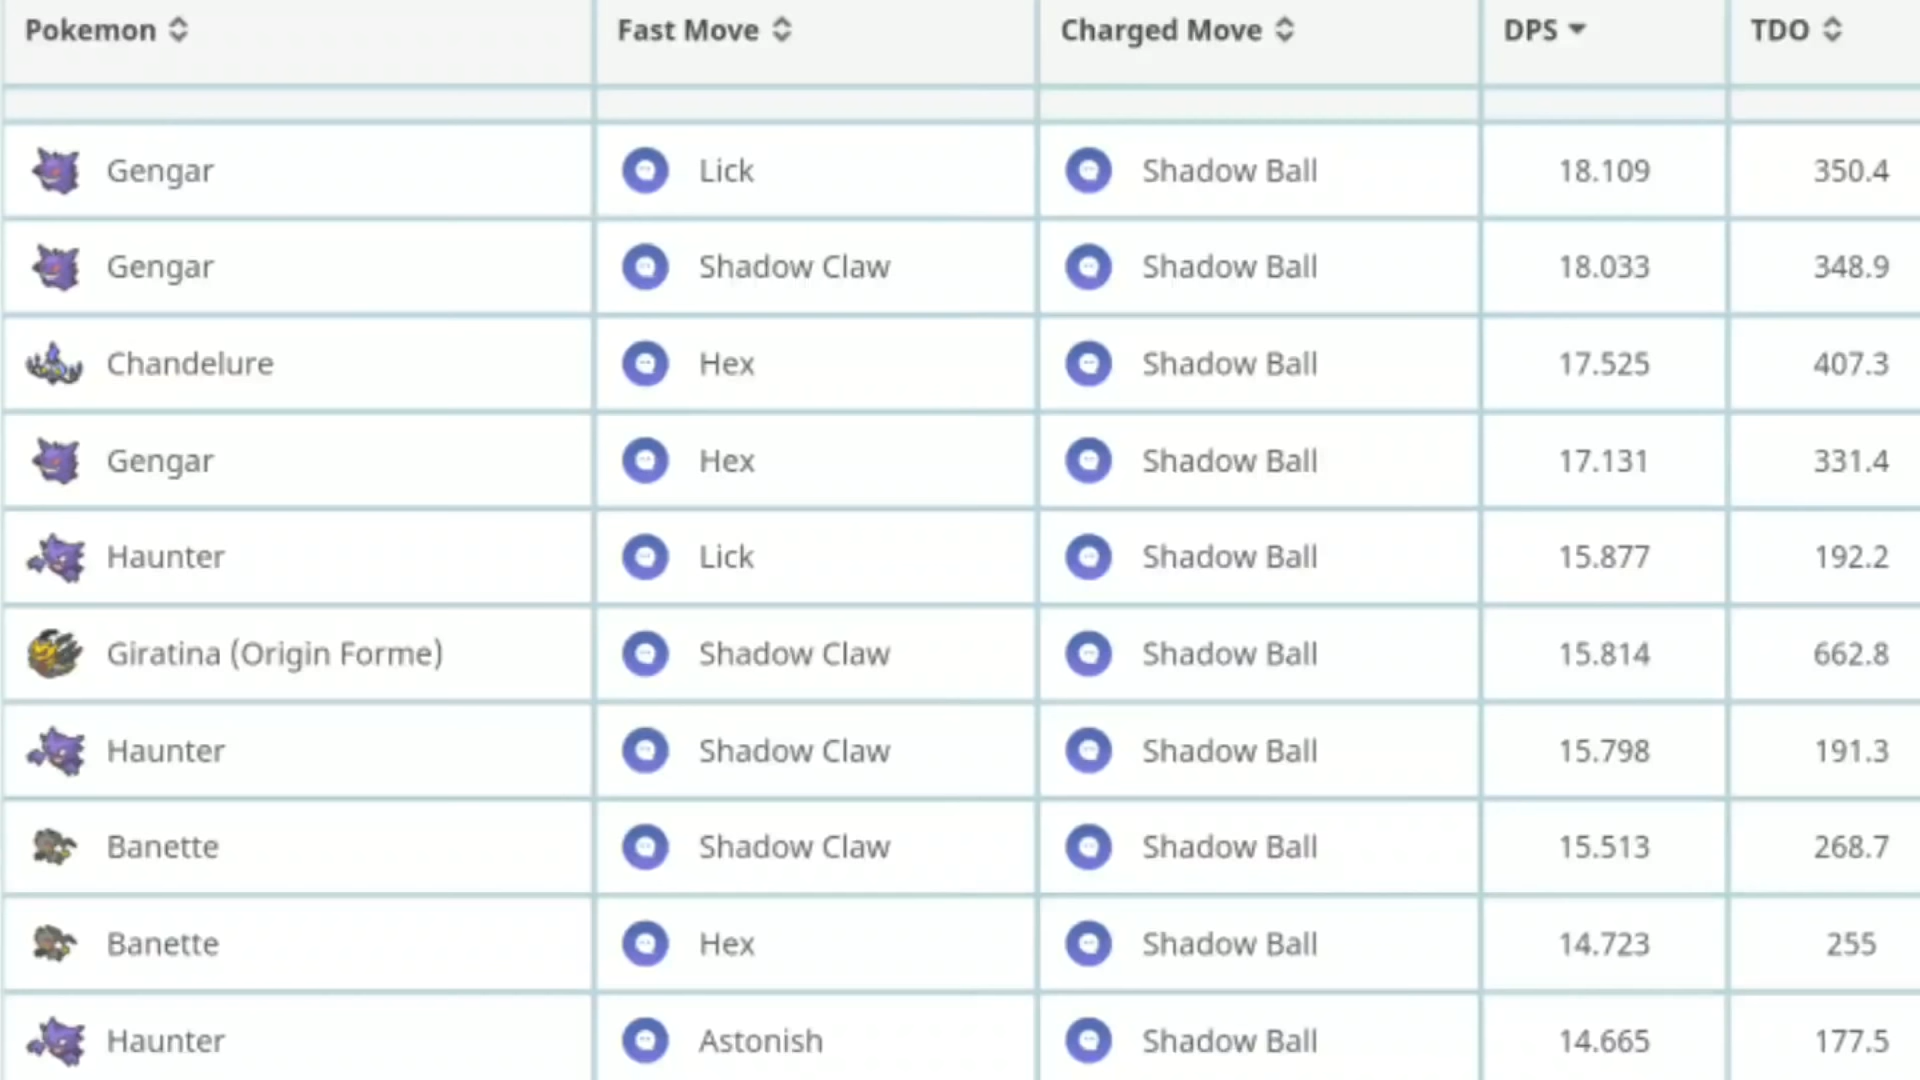 Pokemon Fast Move Charged Move DPS TDO
Gengar Lick Shadow Ball 18.109 350.4
Gengar Shadow Claw Shadow Ball 18.033 348.9
Chandelure Hex Shadow Ball 17.525 407.3
Gengar Hex Shadow Ball 17.131 331.4
Haunter Lick Shadow Ball 15.877 192.2
Giratina (Origin Forme) Shadow Claw Shadow Ball 15.814 662.8
Haunter Shadow Claw Shadow Ball 15.798 191.3
Banette Shadow Claw Shadow Ball 15.513 268.7
Banette Hex Shadow Ball 14.723 255
Haunter Astonish Shadow Ball 14.665 177.5